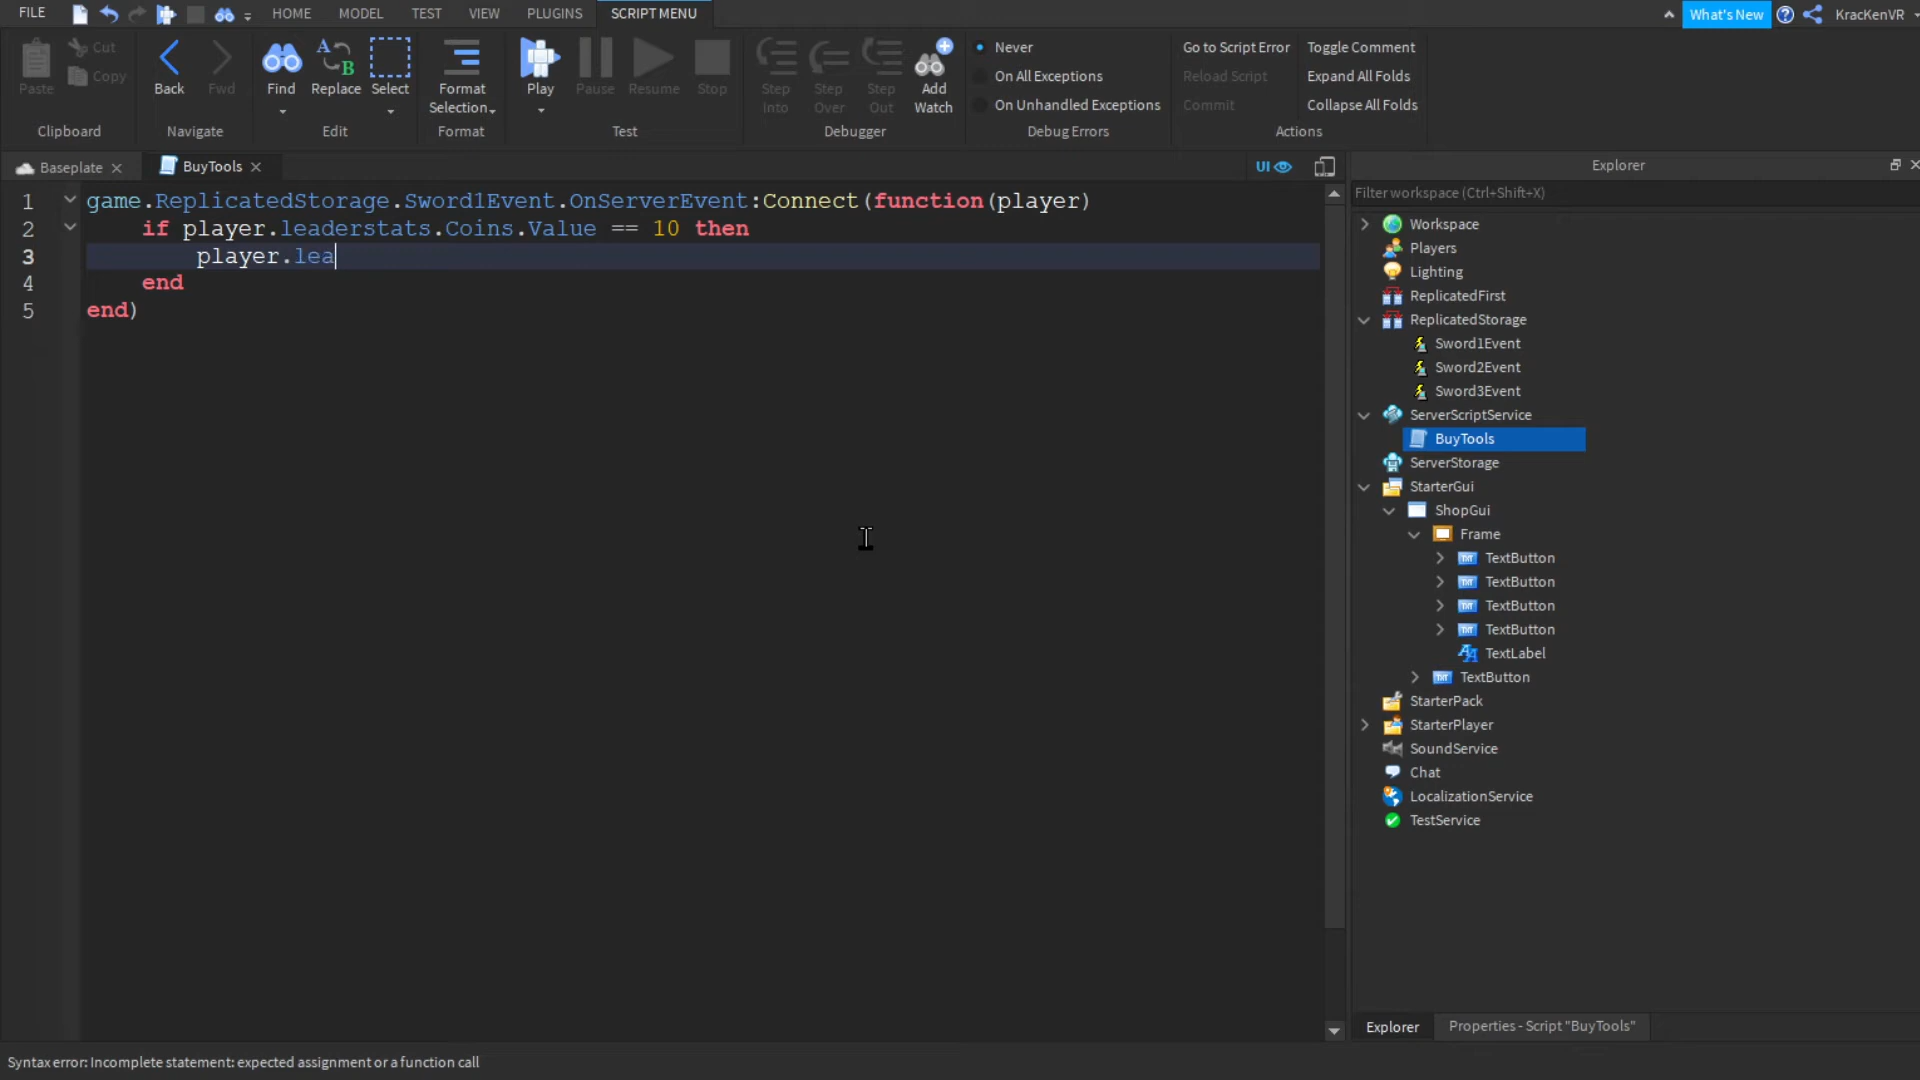 FILE HOME MODEL TEST VIEW PLUGINS SCRIPT MENU What's New KracKenVR
Paste Cut Copy
Clipboard
Back Fwd
Navigate
Find Replace Select
Edit
Format Selection
Format
Play Pause Resume Stop
Test
Step Into Step Over Step Out Add Watch
Debugger
Never
On All Exceptions
On Unhandled Exceptions
Debug Errors
Go to Script Error Toggle Comment
Reload Script Expand All Folds
Commit Collapse All Folds
Actions
Baseplate BuyTools UI
1 game.ReplicatedStorage.Sword1Event.OnServerEvent:Connect(function(player)
2 if player.leaderstats.Coins.Value == 10 then
3 player.lea
4 end
5 end)
Explorer
Filter workspace (Ctrl+Shift+X)
Workspace
Players
Lighting
ReplicatedFirst
ReplicatedStorage
Sword1Event
Sword2Event
Sword3Event
ServerScriptService
BuyTools
ServerStorage
StarterGui
ShopGui
Frame
TextButton
TextButton
TextButton
TextButton
TextLabel
TextButton
StarterPack
StarterPlayer
SoundService
Chat
LocalizationService
TestService
Explorer Properties - Script "BuyTools"
Syntax error: Incomplete statement: expected assignment or a function call